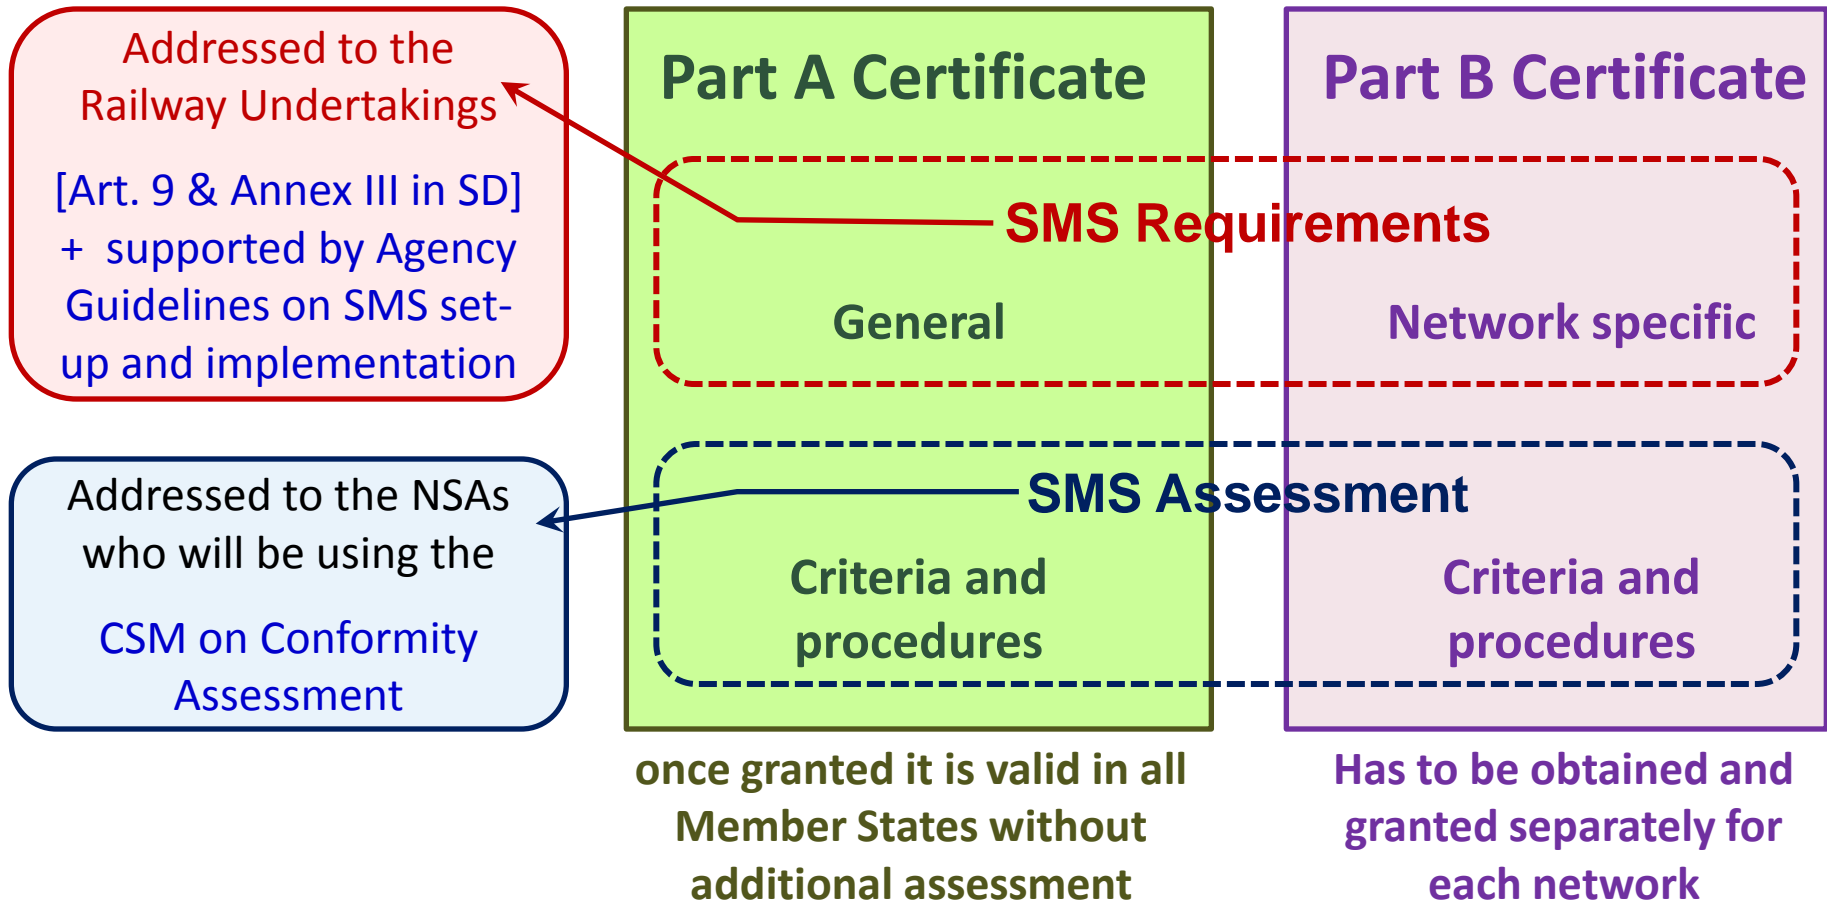 Addressed to the
Railway Undertakings
[Art. 9 & Annex III in SD]
+ supported by Agency
Guidelines on SMS set-
up and implementation
Addressed to the NSAs
who will be using the
CSM on Conformity
Assessment
Part A Certificate
Part B Certificate
SMS Requirements
General
Network specific
SMS Assessment
Criteria and
procedures
Criteria and
procedures
once granted it is valid in all
Member States without
additional assessment
Has to be obtained and
granted separately for
each network